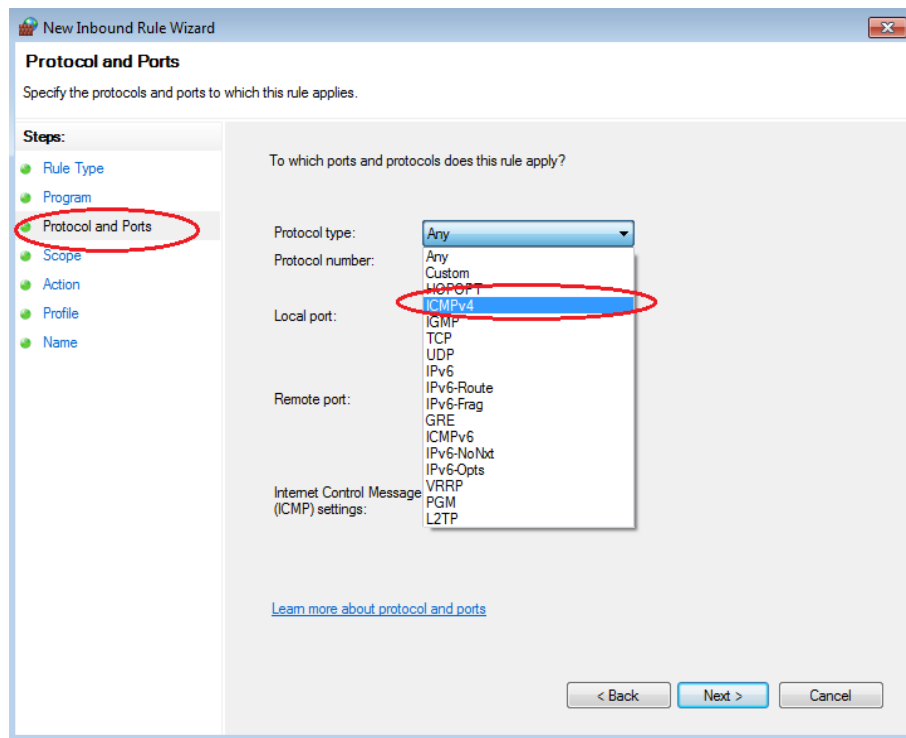 New Inbound Rule Wizard
Protocol and Ports
Specify the protocols and ports to which this rule applies.
Steps:
Rule Type
Program
Protocol and Ports
Scope
Action
Profile
Name
To which ports and protocols does this rule apply?
Protocol type:
Any
Protocol number:
Local port:
Remote port:
Internet Control Message
(ICMP) settings:
Any
Custom
HOPOPT
ICMPv4
IGMP
TCP
UDP
IPv6
IPv6-Route
IPv6-Frag
GRE
ICMPv6
IPv6-NoNxt
IPv6-Opts
VRRP
PGM
L2TP
Learn more about protocol and ports
< Back
Next >
Cancel